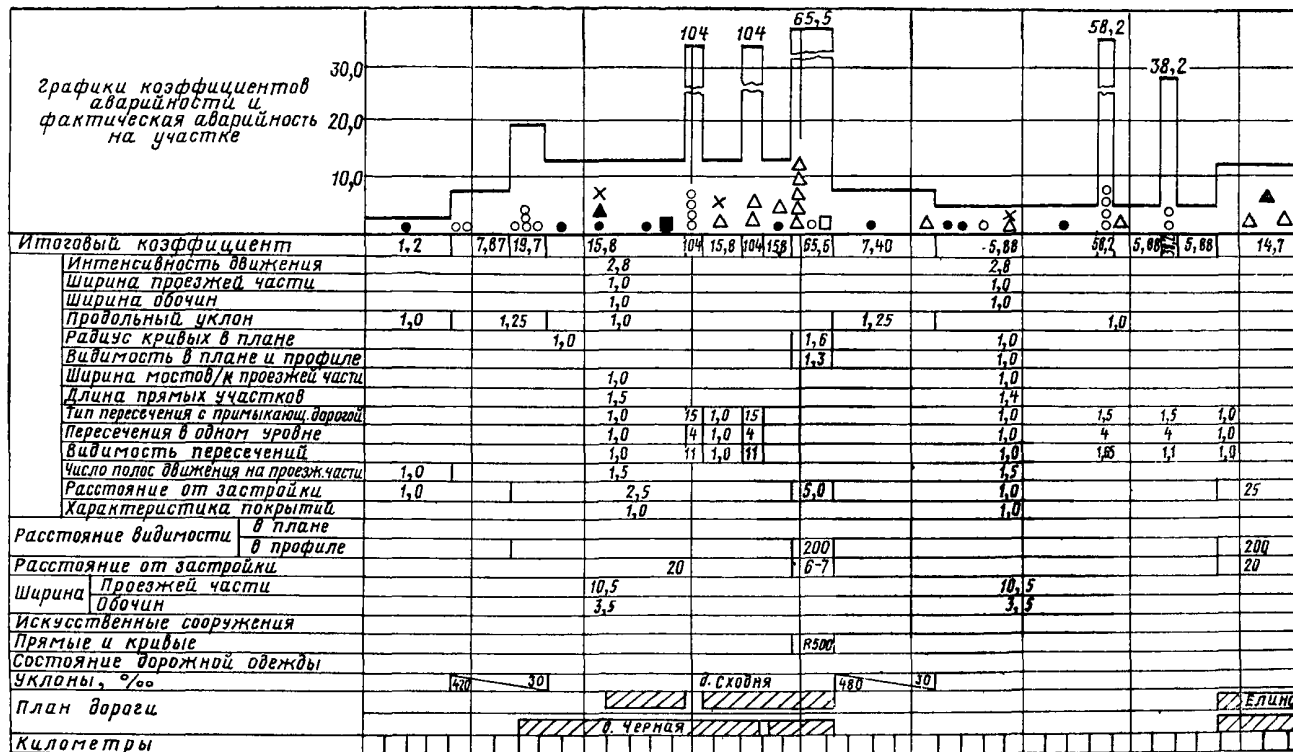 104 104 65,5 58,2 38,2
30,0
Графики коэффициентов
аварийности и
фактическая аварийность
на участке
20,0
10,0
Итоговый коэффициент 1,2 7,87 19,7 15,8 104 15,8 104 158 65,5 7,40 5,88 58,2 5,88 5,88 14,7
Интенсивность движения 2,8 2,8
Ширина проезжей части 1,0 1,0
Ширина обочин 1,0 1,0
Продольный уклон 1,0 1,25 1,0 1,25 1,0
Радиус кривых в плане 1,0 1,6 1,0
Видимость в плане и профиле 1,3 1,0
Ширина мостов/к проезжей части 1,0 1,0
Длина прямых участков 1,5 1,4
Тип пересечения с примыкающ. дорогой 1,0 15 1,0 15 1,0 1,5 1,5 1,0
Пересечения в одном уровне 1,0 4 1,0 4 1,0 4 4 1,0
Видимость пересечений 1,0 11 1,0 11 1,0 1,65 1,1 1,0
Число полос движения на проезж. части 1,0 1,5 1,5
Расстояние от застройки 1,0 2,5 5,0 1,0 25
Характеристика покрытий 1,0 1,0
Расстояние видимости
в плане
в профиле 200 200
Расстояние от застройки 20 6-7 20
Ширина
Проезжей части 10,5 10,5
Обочин 3,5 3,5
Искусственные сооружения
Прямые и кривые R500
Состояние дорожной одежды
Уклоны, ‰ 420 30 д. Сходня 480 30
План дороги Елино
д. Черная
Километры